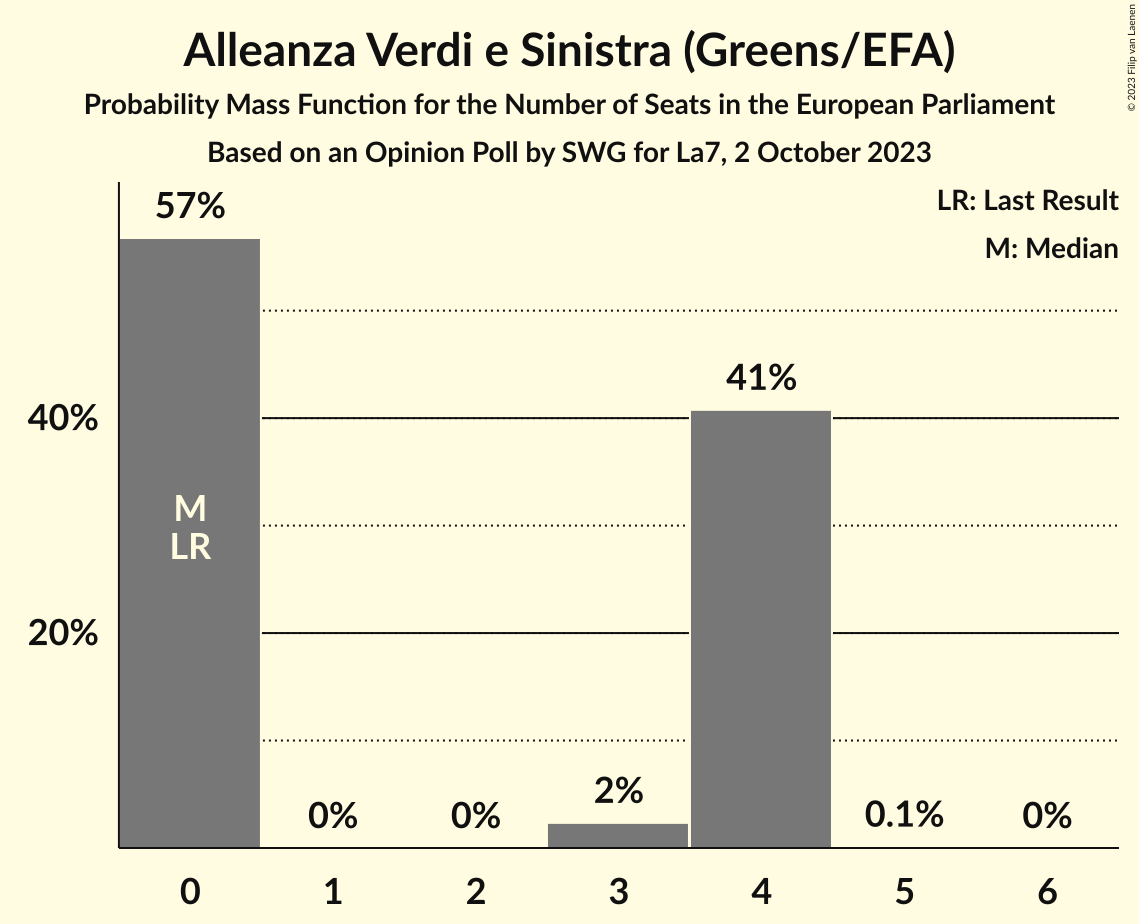 Alleanza Verdi e Sinistra (Greens/EFA)
Probability Mass Function for the Number of Seats in the European Parliament
Based on an Opinion Poll by SWG for La7, 2 October 2023
© 2023 Filip van Laenen
LR: Last Result
M: Median
57%
41%
40%
M
LR
20%
2%
0%
0%
0.1%
0%
0 1 2 3 4 5 6